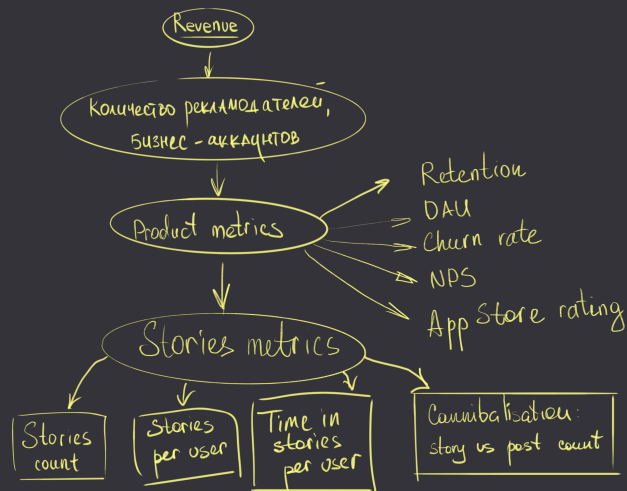 Revenue
Количество рекламодателей,
бизнес-аккаунтов
Product metrics
Retention
DAU
Churn rate
NPS
App Store rating
Stories metrics
Stories
count
Stories
per user
Time in
stories
per user
Cannibalisation:
story vs post count